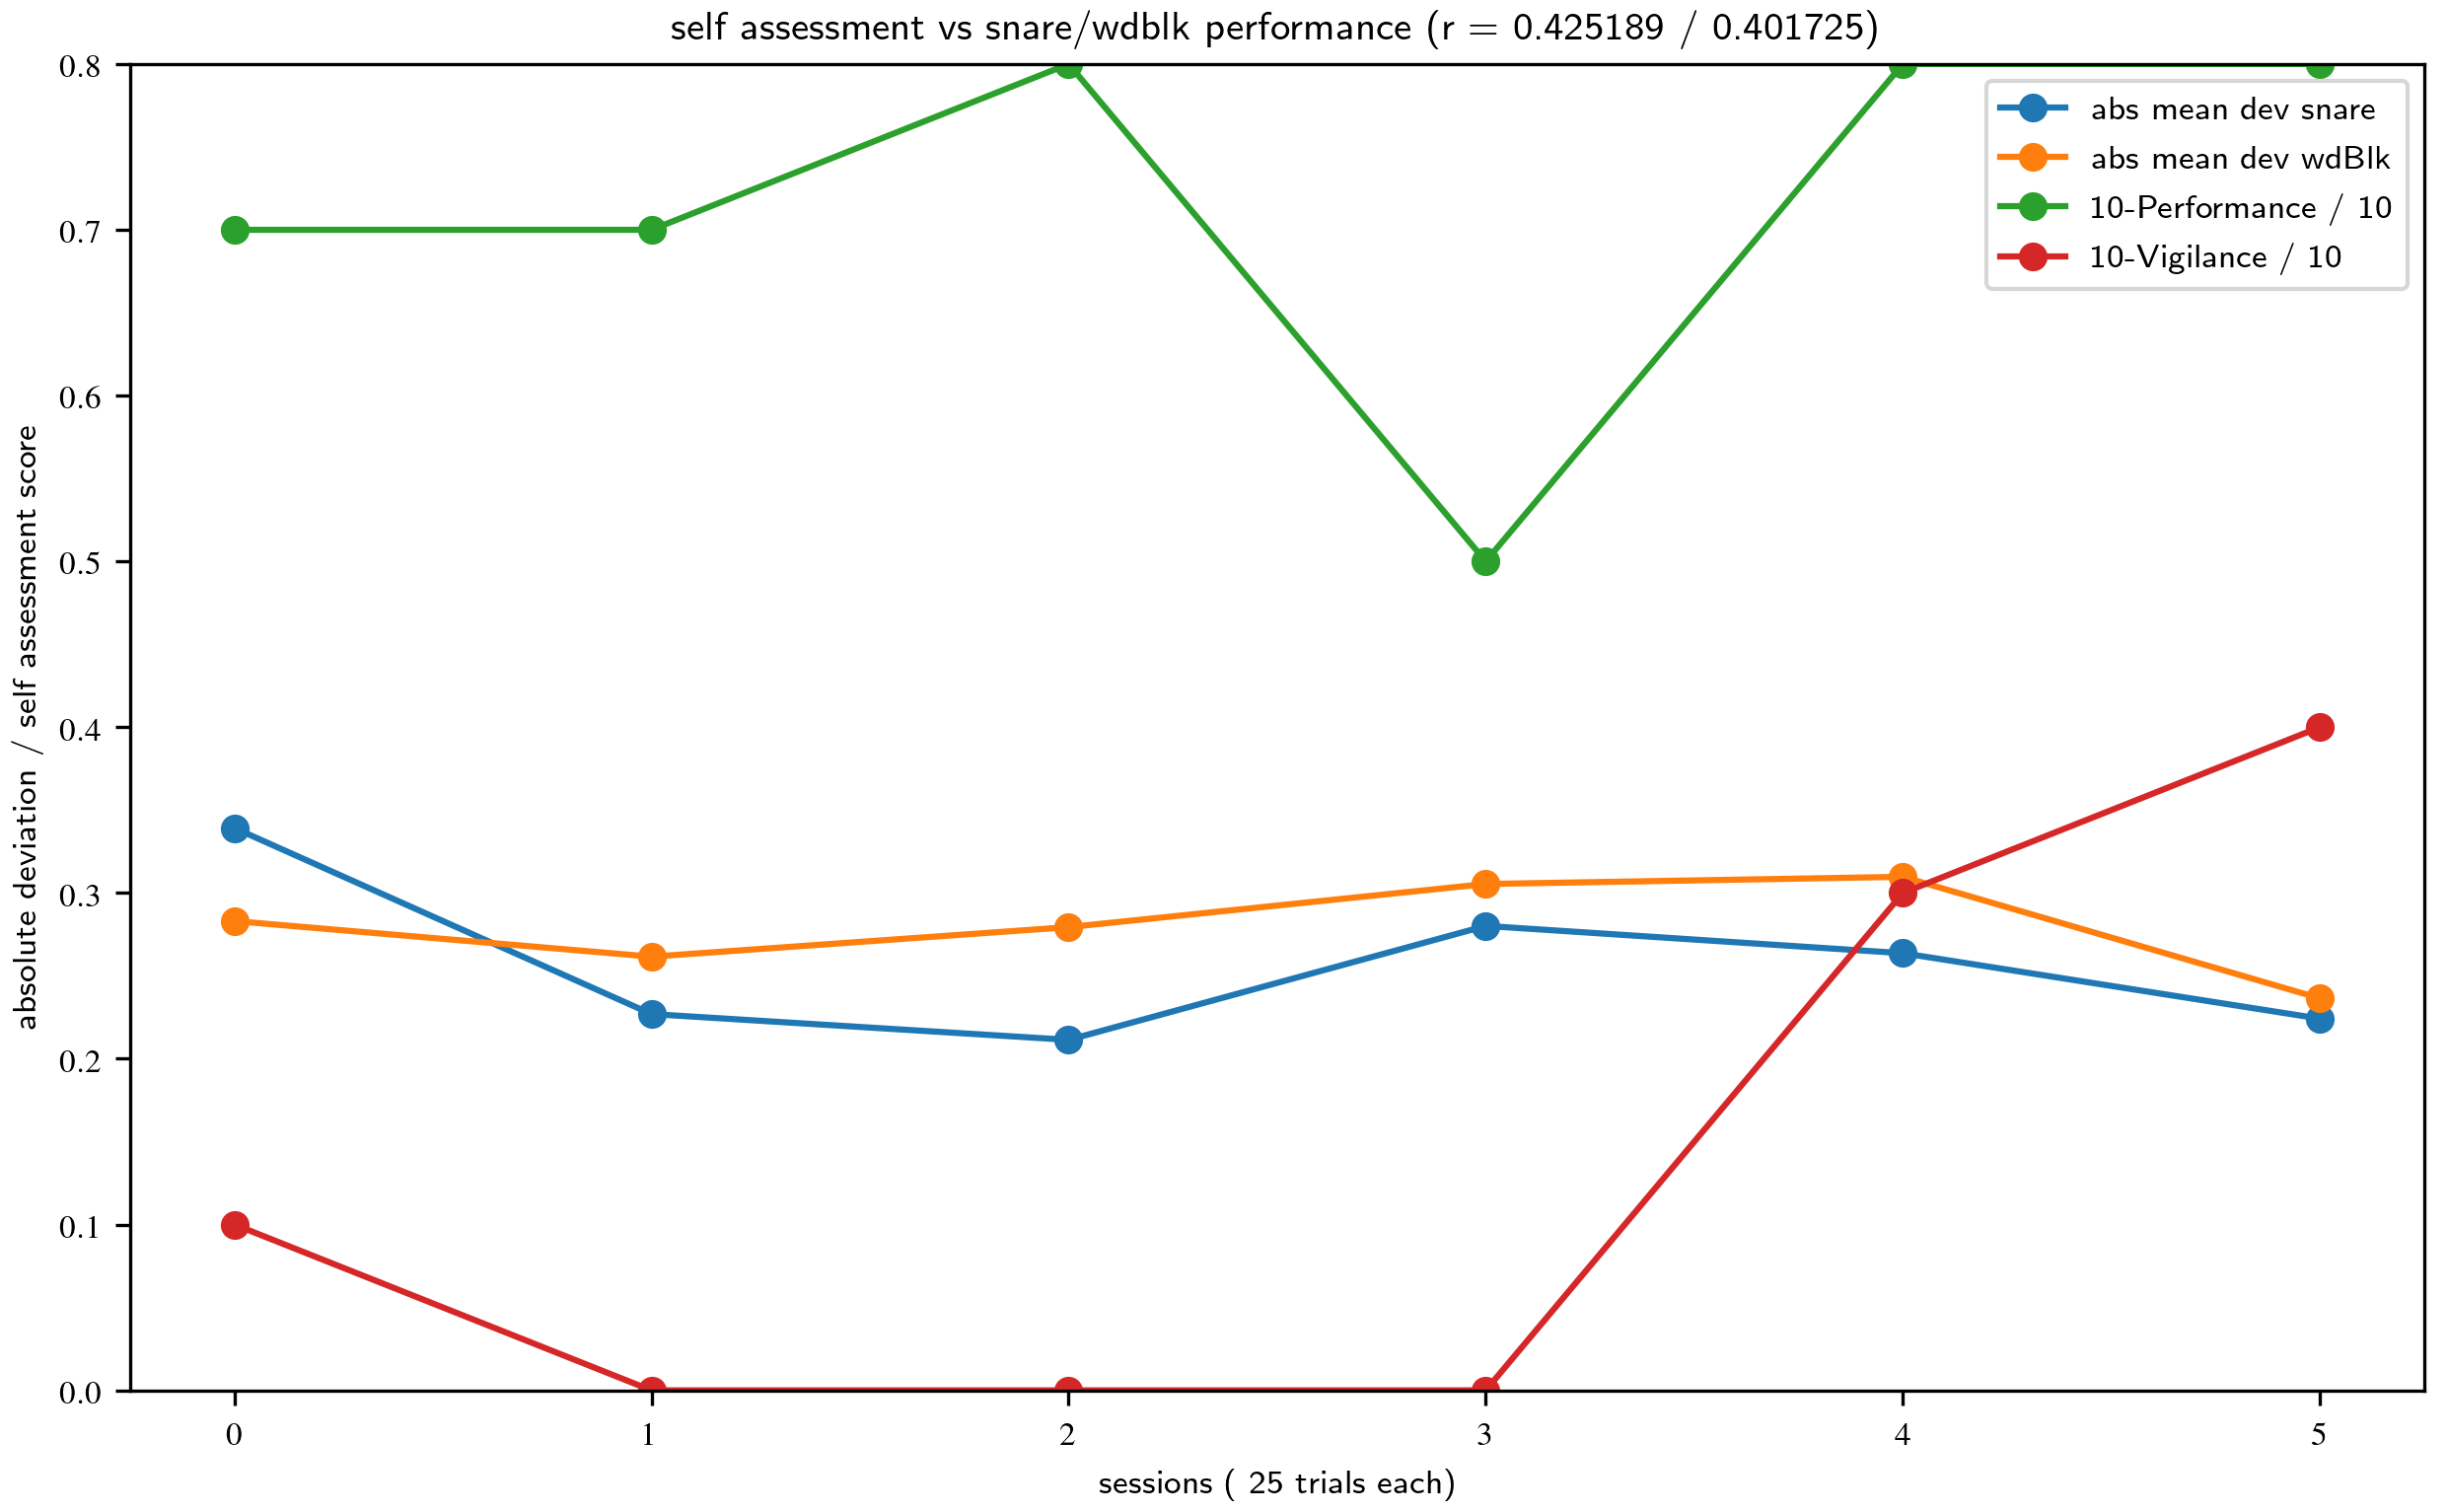 self assessment vs snare/wdblk performance (r = 0.425189 / 0.401725)
absolute deviation / self assessment score
0.8
0.7
0.6
0.5
0.4
0.3
0.2
0.1
0.0
abs mean dev snare
abs mean dev wdBlk
10-Performance / 10
10-Vigilance / 10
0 1 2 3 4 5
sessions ( 25 trials each)